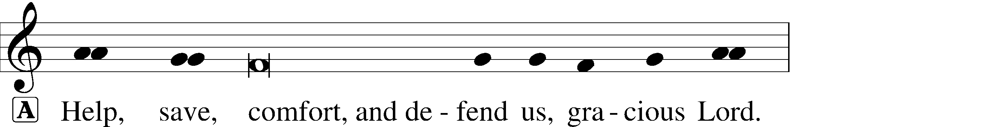 A Help, save, comfort, and de - fend us, gra - cious Lord.